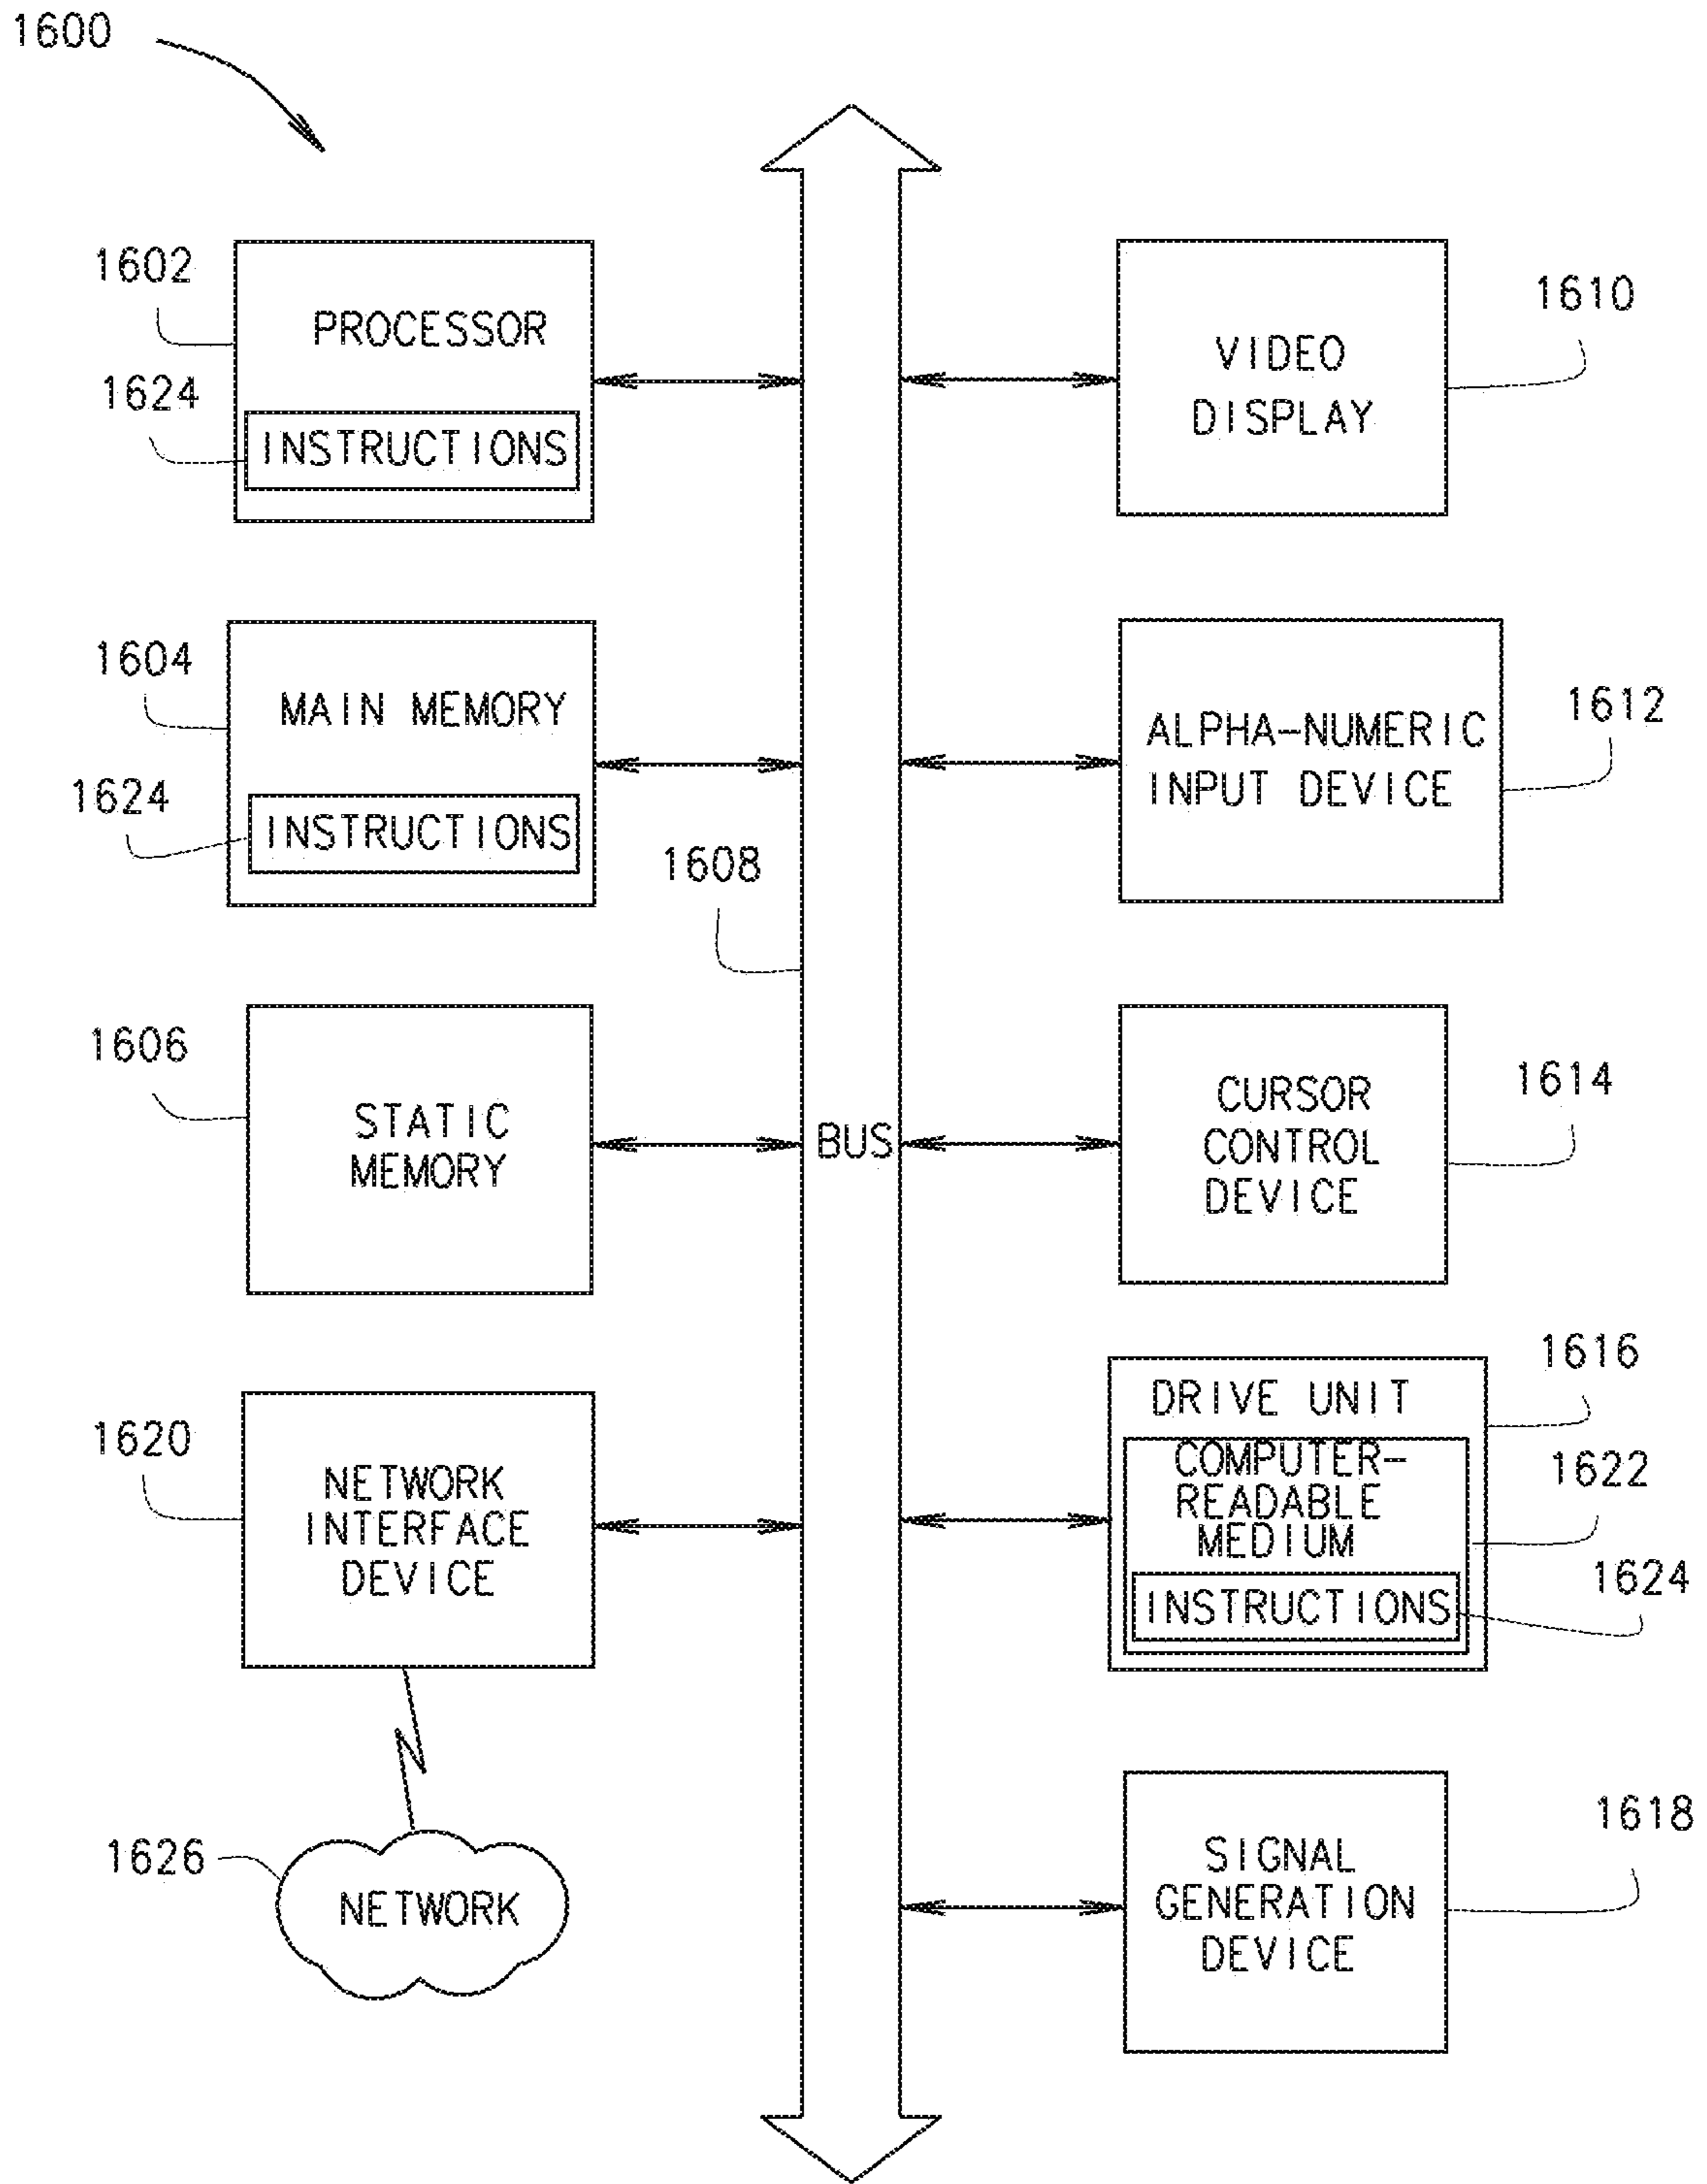 1600
1602
PROCESSOR
1624
INSTRUCTIONS
1604
MAIN MEMORY
1624
INSTRUCTIONS
1608
1606
STATIC
MEMORY
1620
NETWORK
INTERFACE
DEVICE
1626
NETWORK
BUS
1610
VIDEO
DISPLAY
1612
ALPHA-NUMERIC
INPUT DEVICE
1614
CURSOR
CONTROL
DEVICE
1616
DRIVE UNIT
1622
COMPUTER-
READABLE
MEDIUM
1624
INSTRUCTIONS
1618
SIGNAL
GENERATION
DEVICE